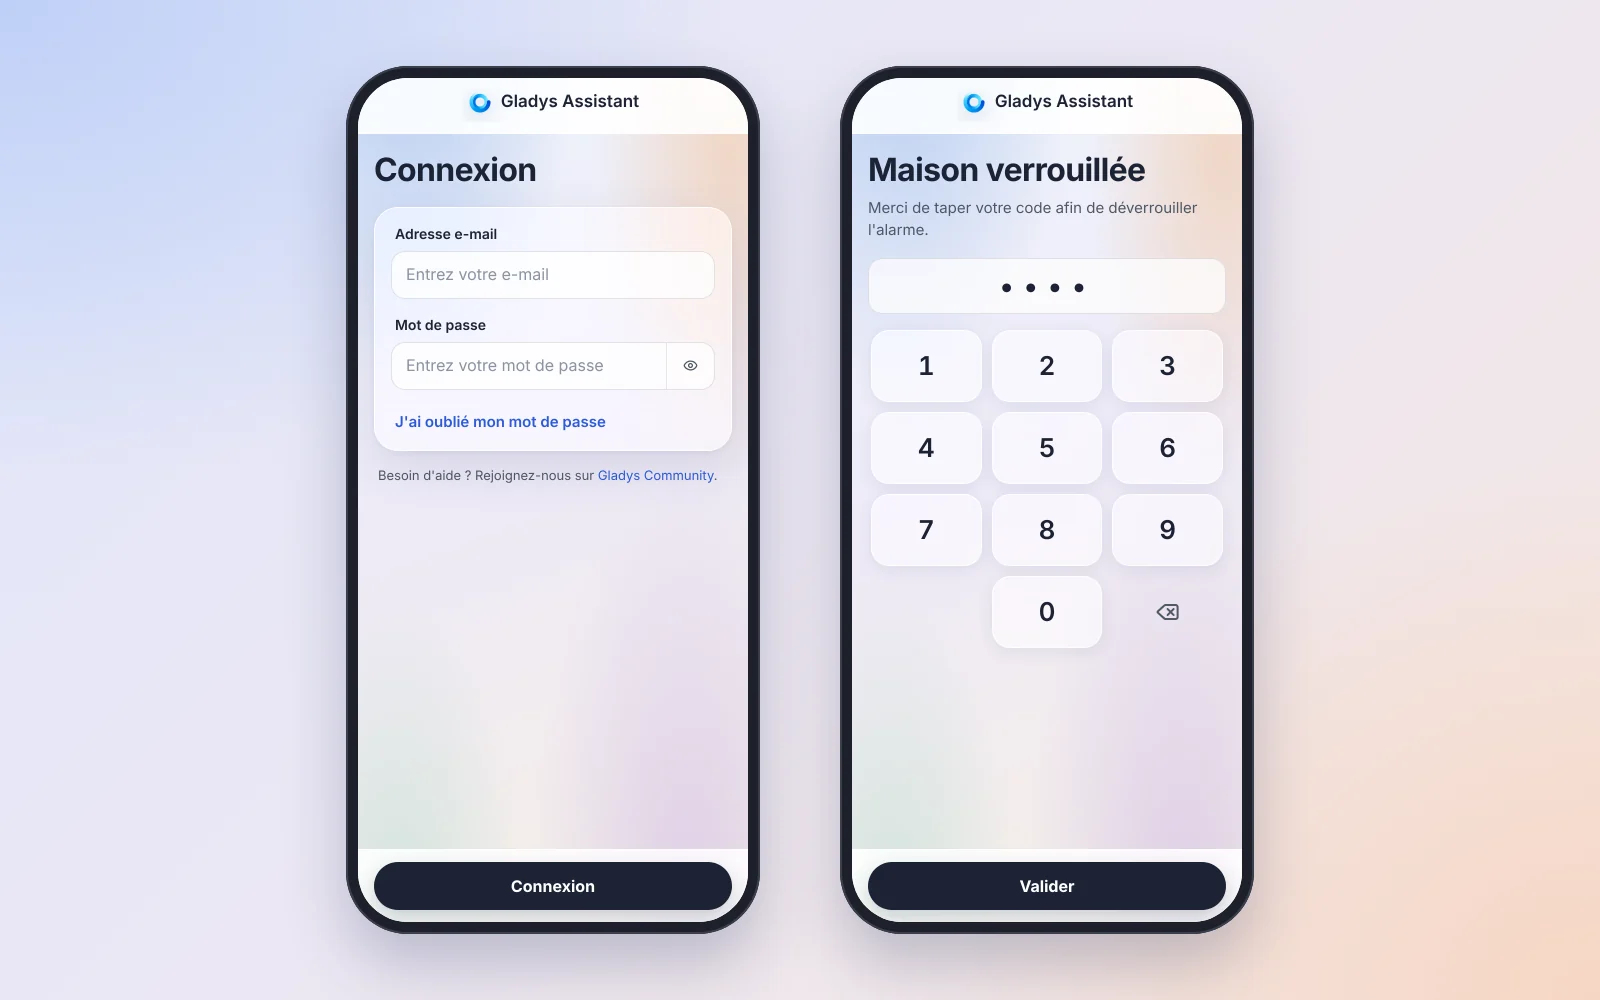 Gladys Assistant
Connexion
Adresse e-mail
Entrez votre e-mail
Mot de passe
Entrez votre mot de passe
J'ai oublié mon mot de passe
Besoin d'aide ? Rejoignez-nous sur Gladys Community.
Connexion
Gladys Assistant
Maison verrouillée
Merci de taper votre code afin de déverrouiller
l'alarme.
1 2 3
4 5 6
7 8 9
0
Valider